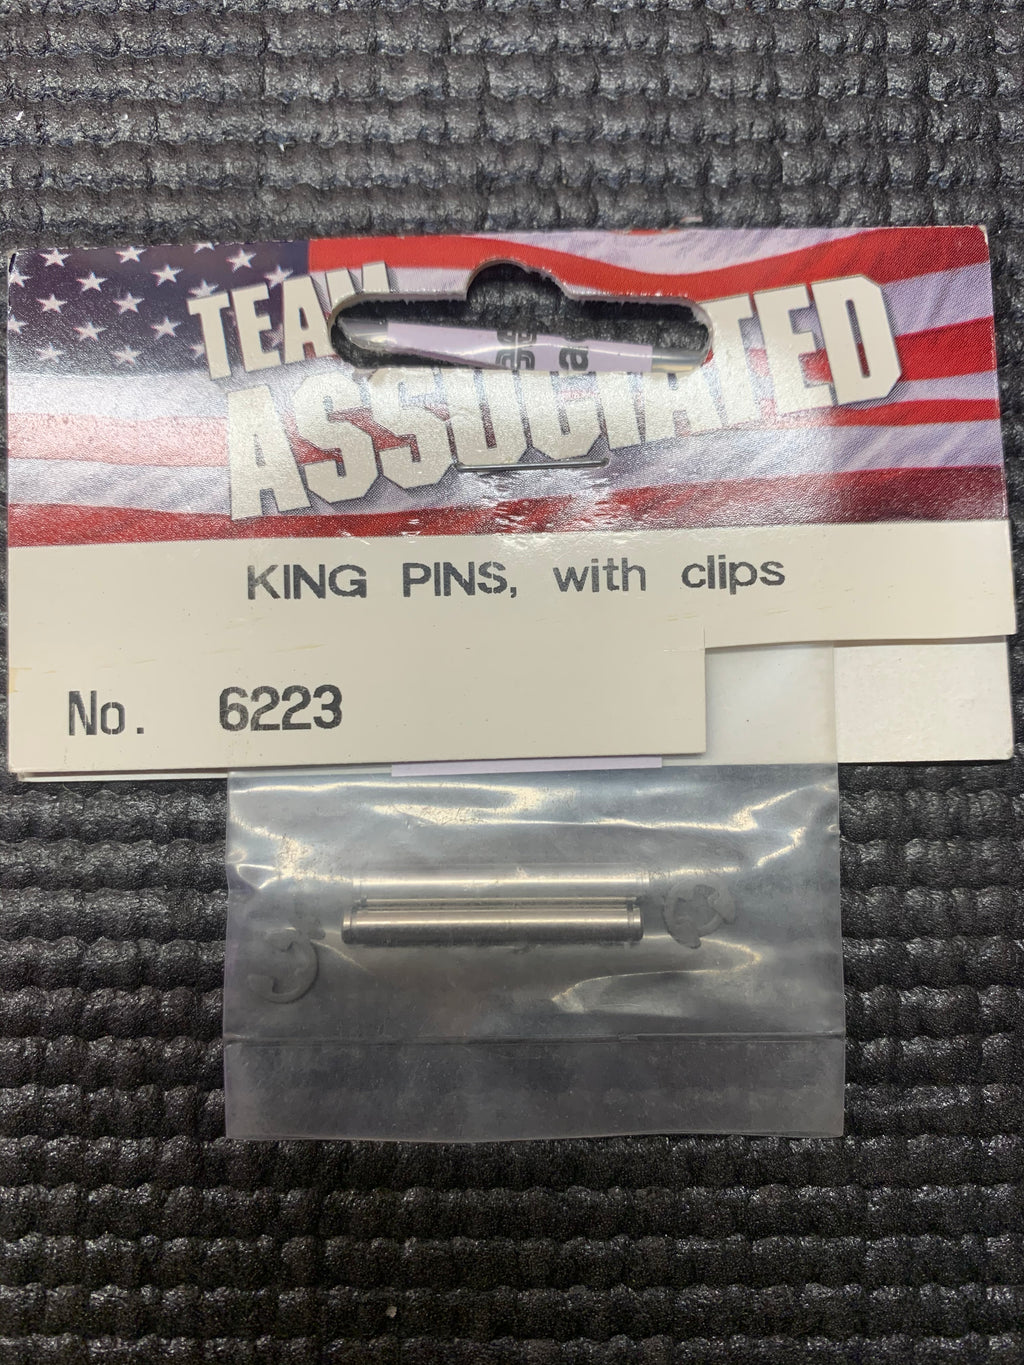 TEAM
ASSOCIATED
KING PINS, with clips
No. 6223